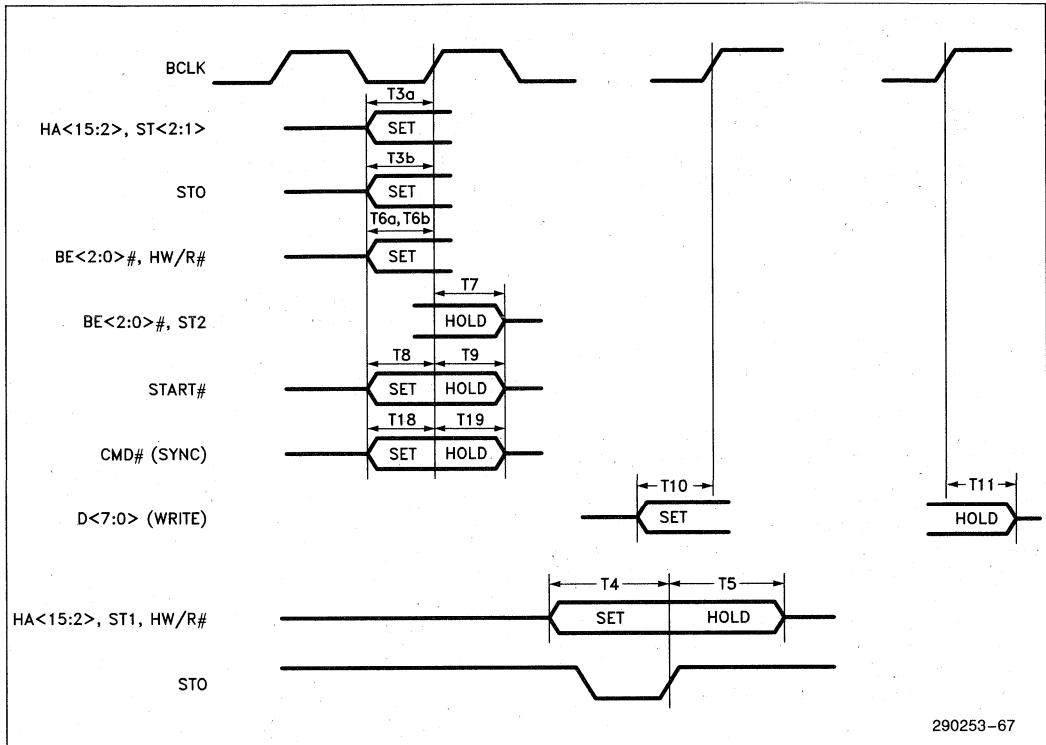 BCLK
T3a
HA<15:2>, ST<2:1>
SET
T3b
STO
SET
T6a, T6b
BE<2:0>#, HW/R#
SET
T7
BE<2:0>#, ST2
HOLD
T8
T9
START#
SET
HOLD
T18
T19
CMD# (SYNC)
SET
HOLD
T10
T11
D<7:0> (WRITE)
SET
HOLD
T4
T5
HA<15:2>, ST1, HW/R#
SET
HOLD
STO
290253-67